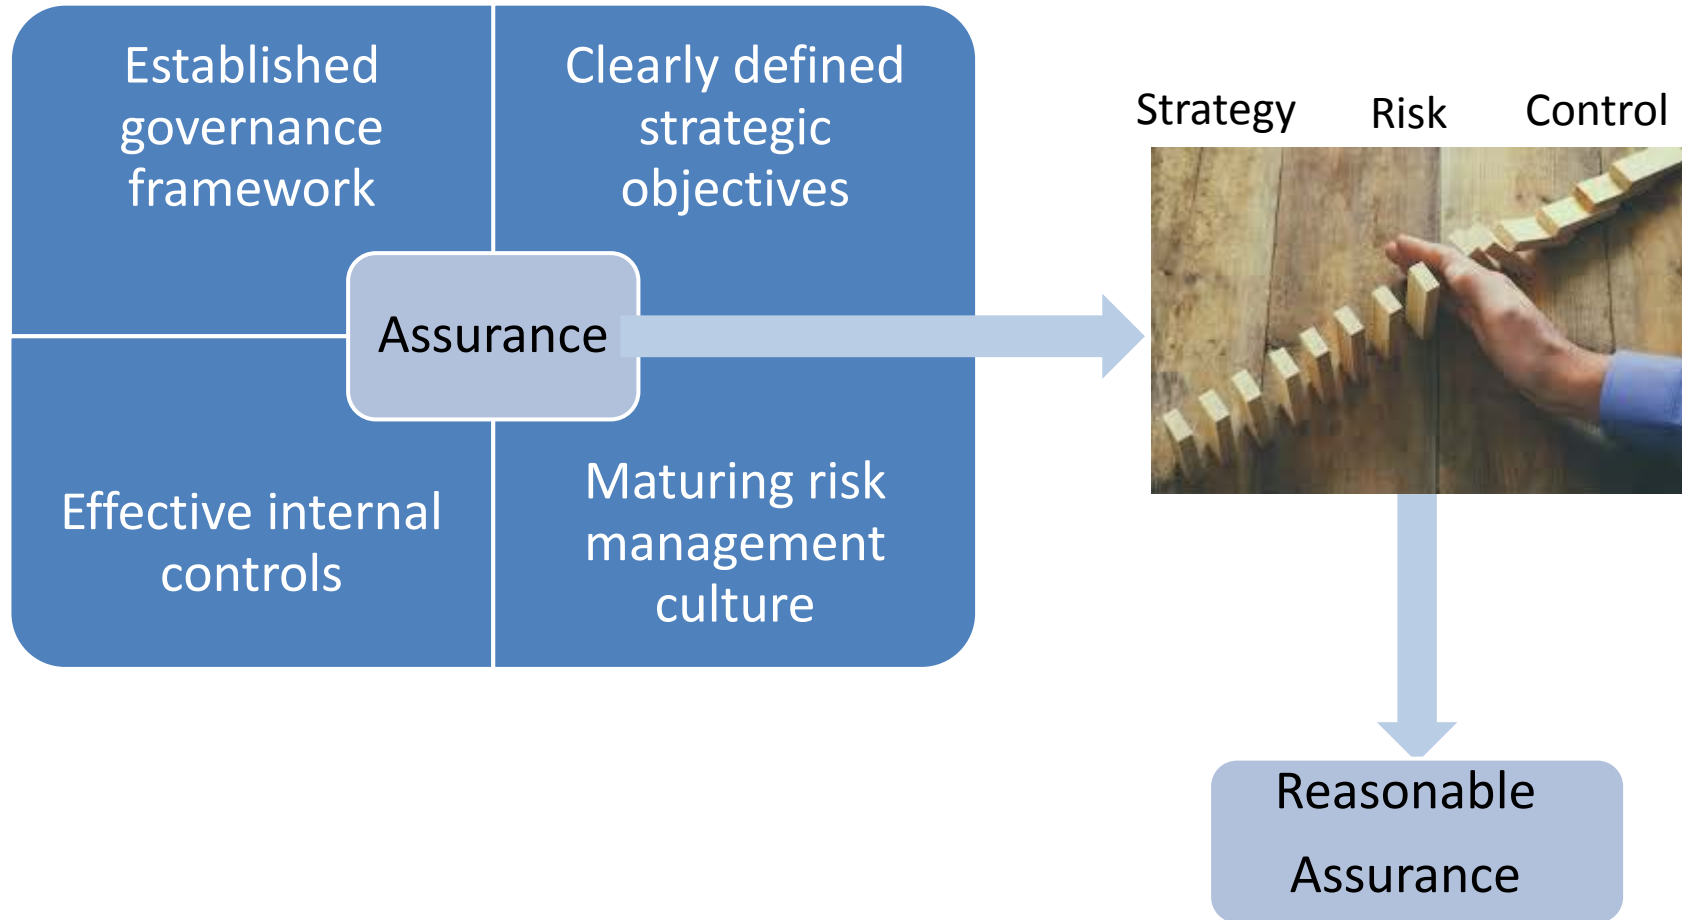 Established
governance
framework
Clearly defined
strategic
objectives
Assurance
Effective internal
controls
Maturing risk
management
culture
Strategy Risk Control
Reasonable
Assurance